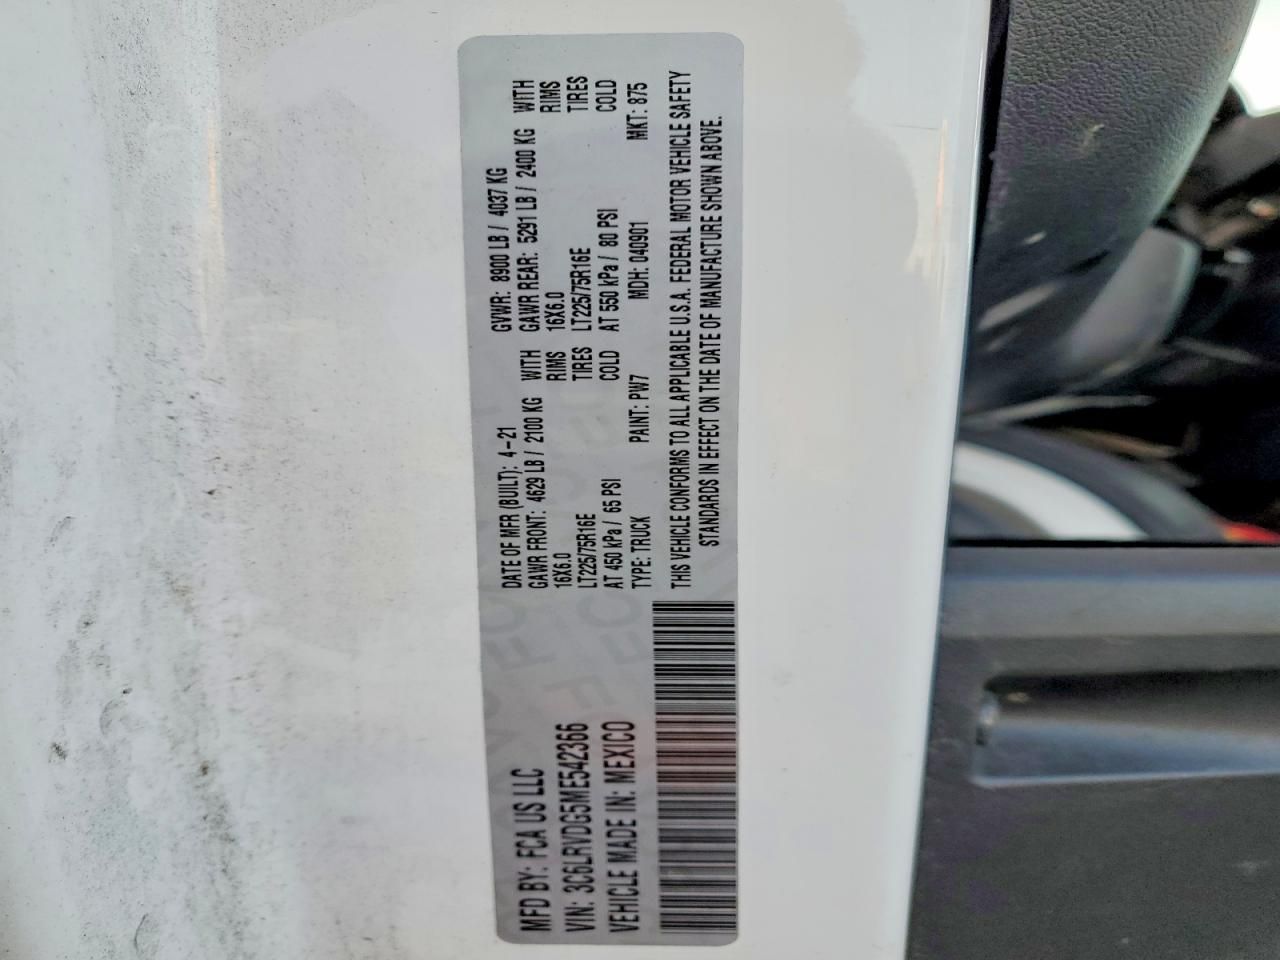 MFD BY: FCA US LLC
VIN: 3C6LRVDG5ME542366
VEHICLE MADE IN: MEXICO
DATE OF MFR (BUILT): 4-21 GVWR: 8900 LB / 4037 KG
GAWR FRONT: 4629 LB / 2100 KG WITH GAWR REAR: 5291 LB / 2400 KG WITH
16X6.0 RIMS 16X6.0 RIMS
LT225/75R16E TIRES LT225/75R16E TIRES
AT 450 kPa / 65 PSI COLD AT 550 kPa / 80 PSI COLD
TYPE: TRUCK PAINT: PW7 MDH: 040901 MKT: 875
THIS VEHICLE CONFORMS TO ALL APPLICABLE U.S.A. FEDERAL MOTOR VEHICLE SAFETY
STANDARDS IN EFFECT ON THE DATE OF MANUFACTURE SHOWN ABOVE.